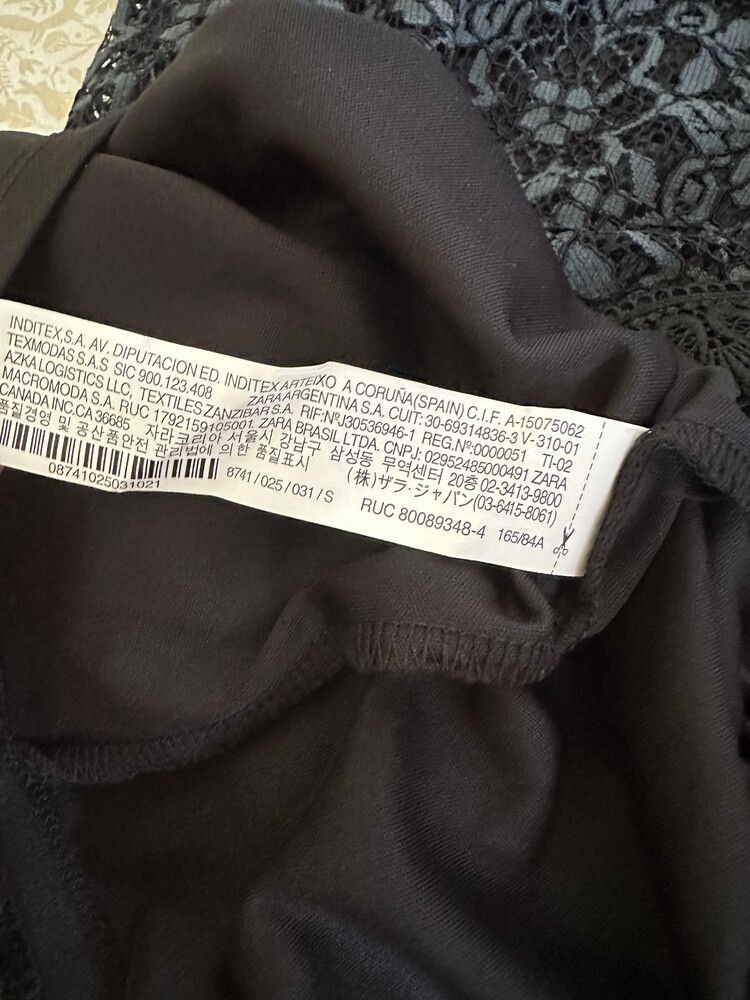 INDITEX,S.A. AV. DIPUTACION ED. INDITEX ARTEIXO A CORUÑA(SPAIN) C.I.F. A-15075062
TEXMODAS S.A.S SIC 900.123.408 ZARA ARGENTINA S.A. CUIT: 30-69314836-3 V-310-01
AZKA LOGISTICS LLC, TEXTILES ZANZIBAR S.A. RIF:NºJ30536946-1 REG.Nº:0000051 TI-02
MACROMODA S.A. RUC 1792159105001. ZARA BRASIL LTDA. CNPJ: 02952485000491 ZARA
CANADA INC.CA 36685 자라코리아 서울시 강남구 삼성동 무역센터 20층 02-3413-9800
품질경영 및 공산품안전 관리법에 의한 품질표시 (株)ザラ・ジャパン(03-6415-8061)
08741025031021 8741/025/031/S RUC 80089348-4 165/84A